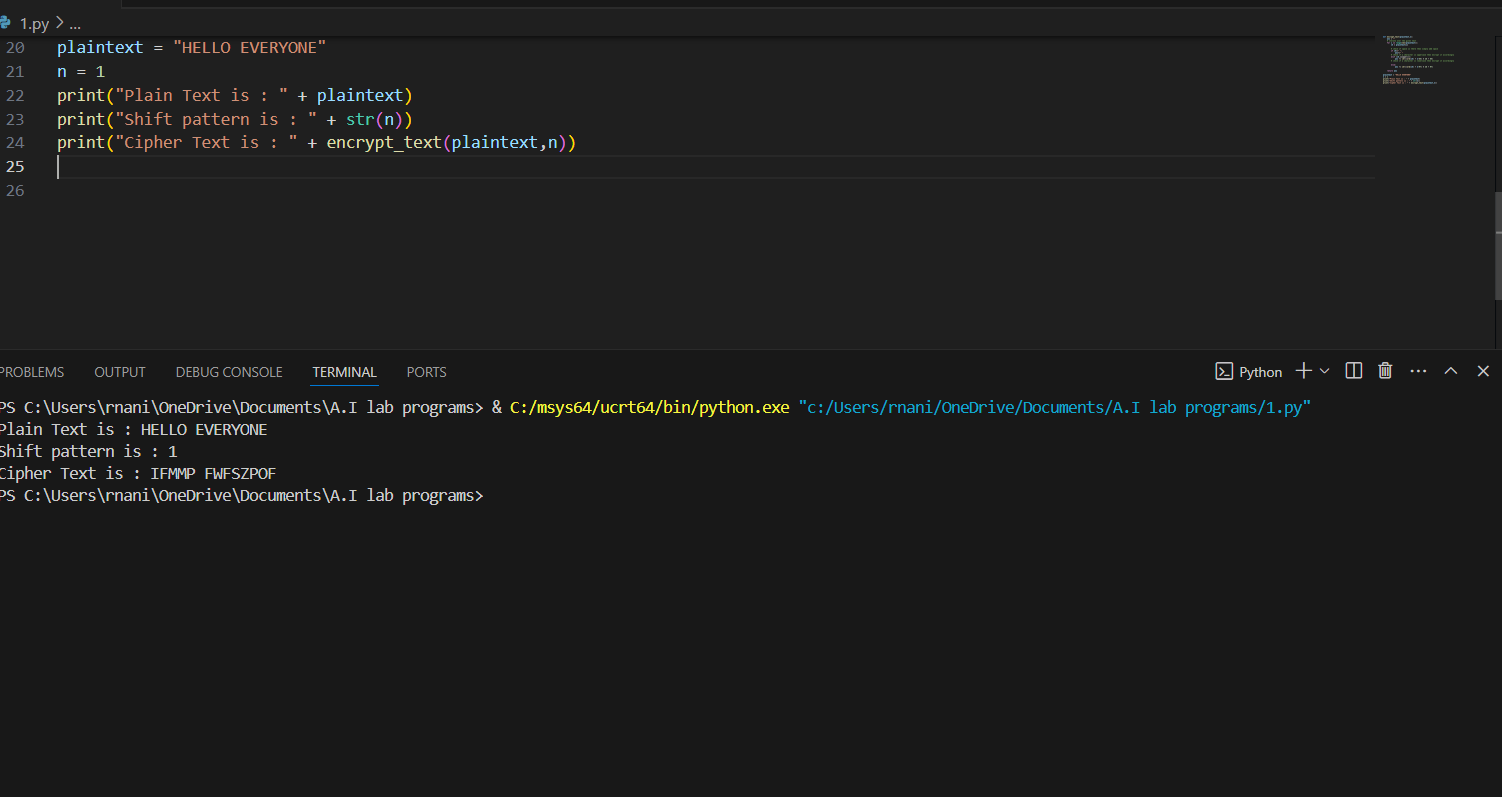 1.py > ...
20 plaintext = "HELLO EVERYONE"
21 n = 1
22 print("Plain Text is : " + plaintext)
23 print("Shift pattern is : " + str(n))
24 print("Cipher Text is : " + encrypt_text(plaintext,n))
25
26
PROBLEMS OUTPUT DEBUG CONSOLE TERMINAL PORTS Python
PS C:\Users\rnani\OneDrive\Documents\A.I lab programs> & C:/msys64/ucrt64/bin/python.exe "c:/Users/rnani/OneDrive/Documents/A.I lab programs/1.py"
Plain Text is : HELLO EVERYONE
Shift pattern is : 1
Cipher Text is : IFMMP FWFSZPOF
PS C:\Users\rnani\OneDrive\Documents\A.I lab programs>